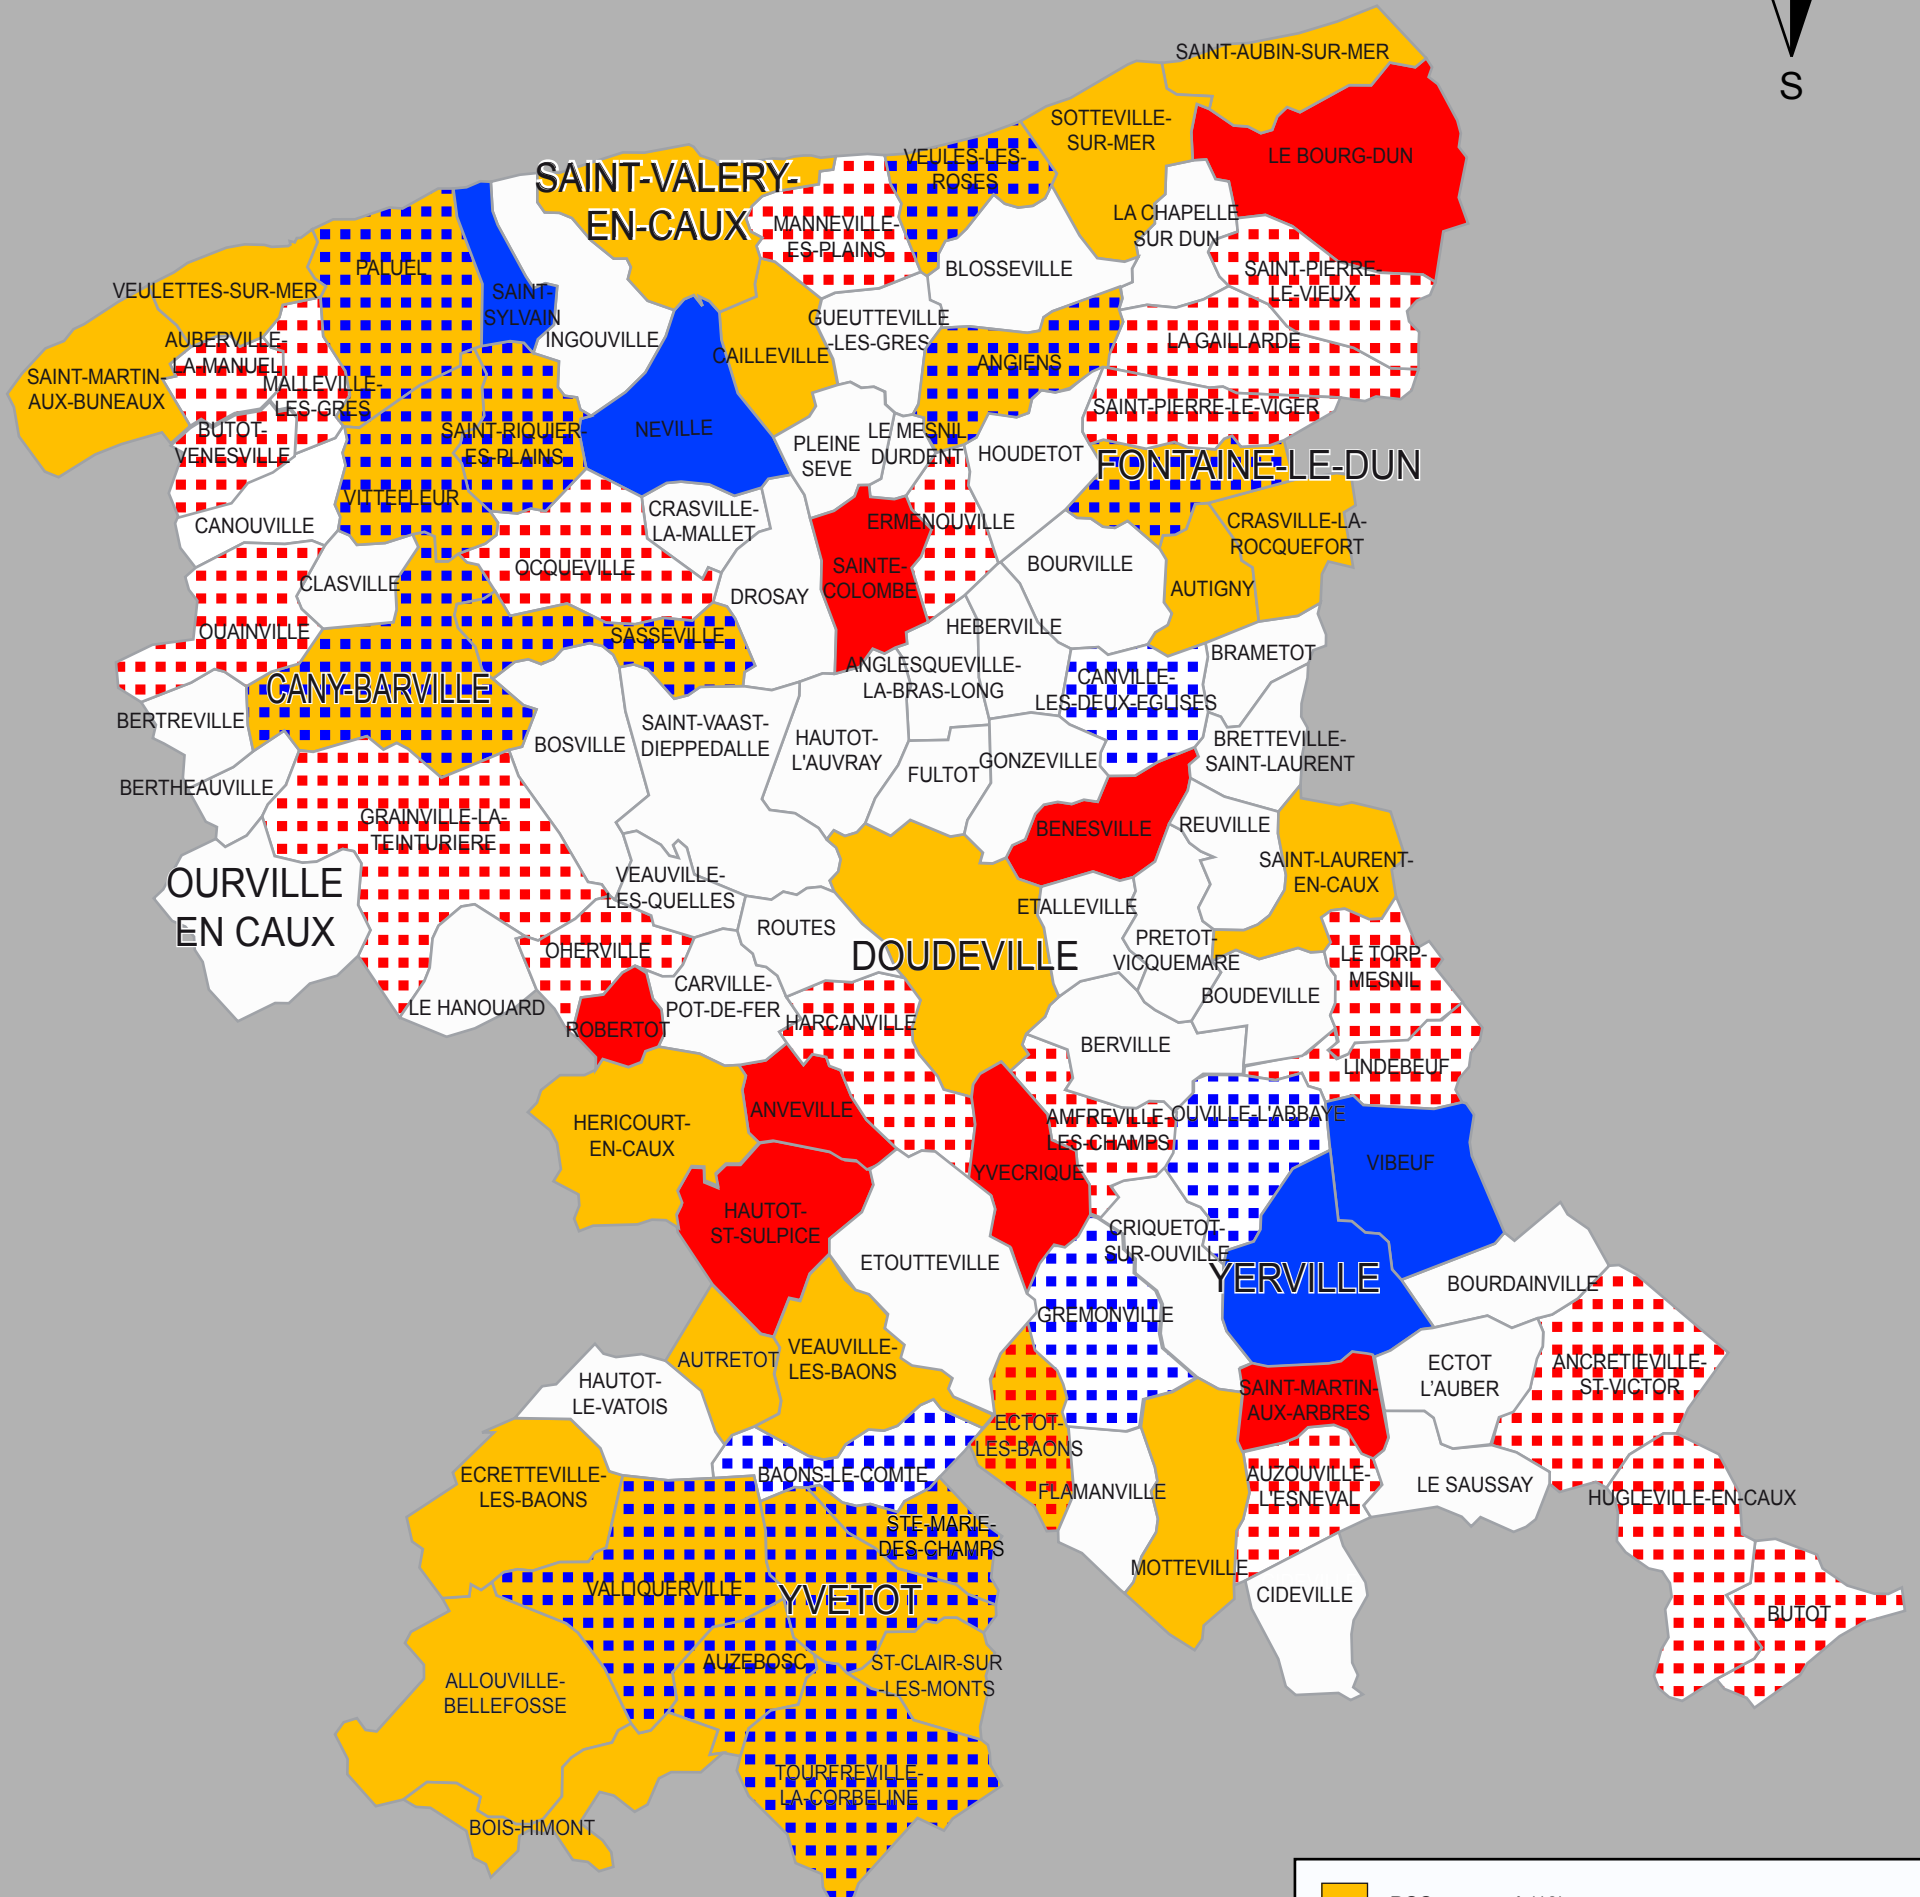 S
SAINT-AUBIN-SUR-MER
SOTTEVILLE-
SUR-MER
LE BOURG-DUN
SAINT-VALERY-
EN-CAUX
VEULES-LES-
ROSES
MANNEVILLE-
ES-PLAINS
LA CHAPELLE
SUR DUN
BLOSSEVILLE
SAINT-PIERRE-
LE-VIEUX
PALUEL
VEULETTES-SUR-MER
SAINT-
SYLVAIN
INGOUVILLE
GUEUTTEVILLE
-LES-GRES
CAILLEVILLE
LA GAILLARDE
ANGIENS
AUBERVILLE-
LA-MANUEL
SAINT-MARTIN-
AUX-BUNEAUX
MALLEVILLE-
LES-GRES
SAINT-PIERRE-LE-VIGER
BUTOT-
VENESVILLE
SAINT-RIQUIER-
ES-PLAINS
NEVILLE
PLEINE
SEVE
LE MESNIL
DURDENT
HOUDETOT
FONTAINE-LE-DUN
VITTEFLEUR
CANOUVILLE
CRASVILLE-
LA-MALLET
ERMENOUVILLE
CRASVILLE-LA-
ROCQUEFORT
CLASVILLE
OCQUEVILLE
DROSAY
SAINTE-
COLOMBE
BOURVILLE
AUTIGNY
OUAINVILLE
SASSEVILLE
HEBERVILLE
BRAMETOT
CANY-BARVILLE
ANGLESQUEVILLE-
LA-BRAS-LONG
CANVILLE-
LES-DEUX-EGLISES
BERTREVILLE
BOSVILLE
SAINT-VAAST-
DIEPPEDALLE
HAUTOT-
L'AUVRAY
FULTOT
GONZEVILLE
BRETTEVILLE-
SAINT-LAURENT
BERTHEAUVILLE
GRAINVILLE-LA-
TEINTURIERE
BENESVILLE
REUVILLE
SAINT-LAURENT-
EN-CAUX
OURVILLE
EN CAUX
VEAUVILLE-
LES-QUELLES
ETALLEVILLE
ROUTES
DOUDEVILLE
PRETOT-
VICQUEMARE
OHERVILLE
LE TORP-
MESNIL
LE HANOUARD
CARVILLE-
POT-DE-FER
BOUDEVILLE
ROBERTOT
HARCANVILLE
BERVILLE
LINDEBEUF
HERICOURT-
EN-CAUX
ANVEVILLE
AMFREVILLE-
LES-CHAMPS
OUVILLE-L'ABBAYE
YVECRIQUE
VIBEUF
HAUTOT-
ST-SULPICE
ETOUTTEVILLE
CRIQUETOT-
SUR-OUVILLE
YERVILLE
BOURDAINVILLE
GREMONVILLE
AUTRETOT
VEAUVILLE-
LES-BAONS
HAUTOT-
LE-VATOIS
SAINT-MARTIN-
AUX-ARBRES
ECTOT
L'AUBER
ANCRETIEVILLE-
ST-VICTOR
ECTOT-
LES-BAONS
BAONS-LE-COMTE
ECRETTEVILLE-
LES-BAONS
FLAMANVILLE
AUZOUVILLE-
L'ESNEVAL
LE SAUSSAY
HUGLEVILLE-EN-CAUX
STE-MARIE-
DES-CHAMPS
MOTTEVILLE
CIDEVILLE
VALLIQUERVILLE
YVETOT
BUTOT
AUZEBOSC
ST-CLAIR-SUR
-LES-MONTS
ALLOUVILLE-
BELLEFOSSE
TOUFFREVILLE-
LA-CORBELINE
BOIS-HIMONT